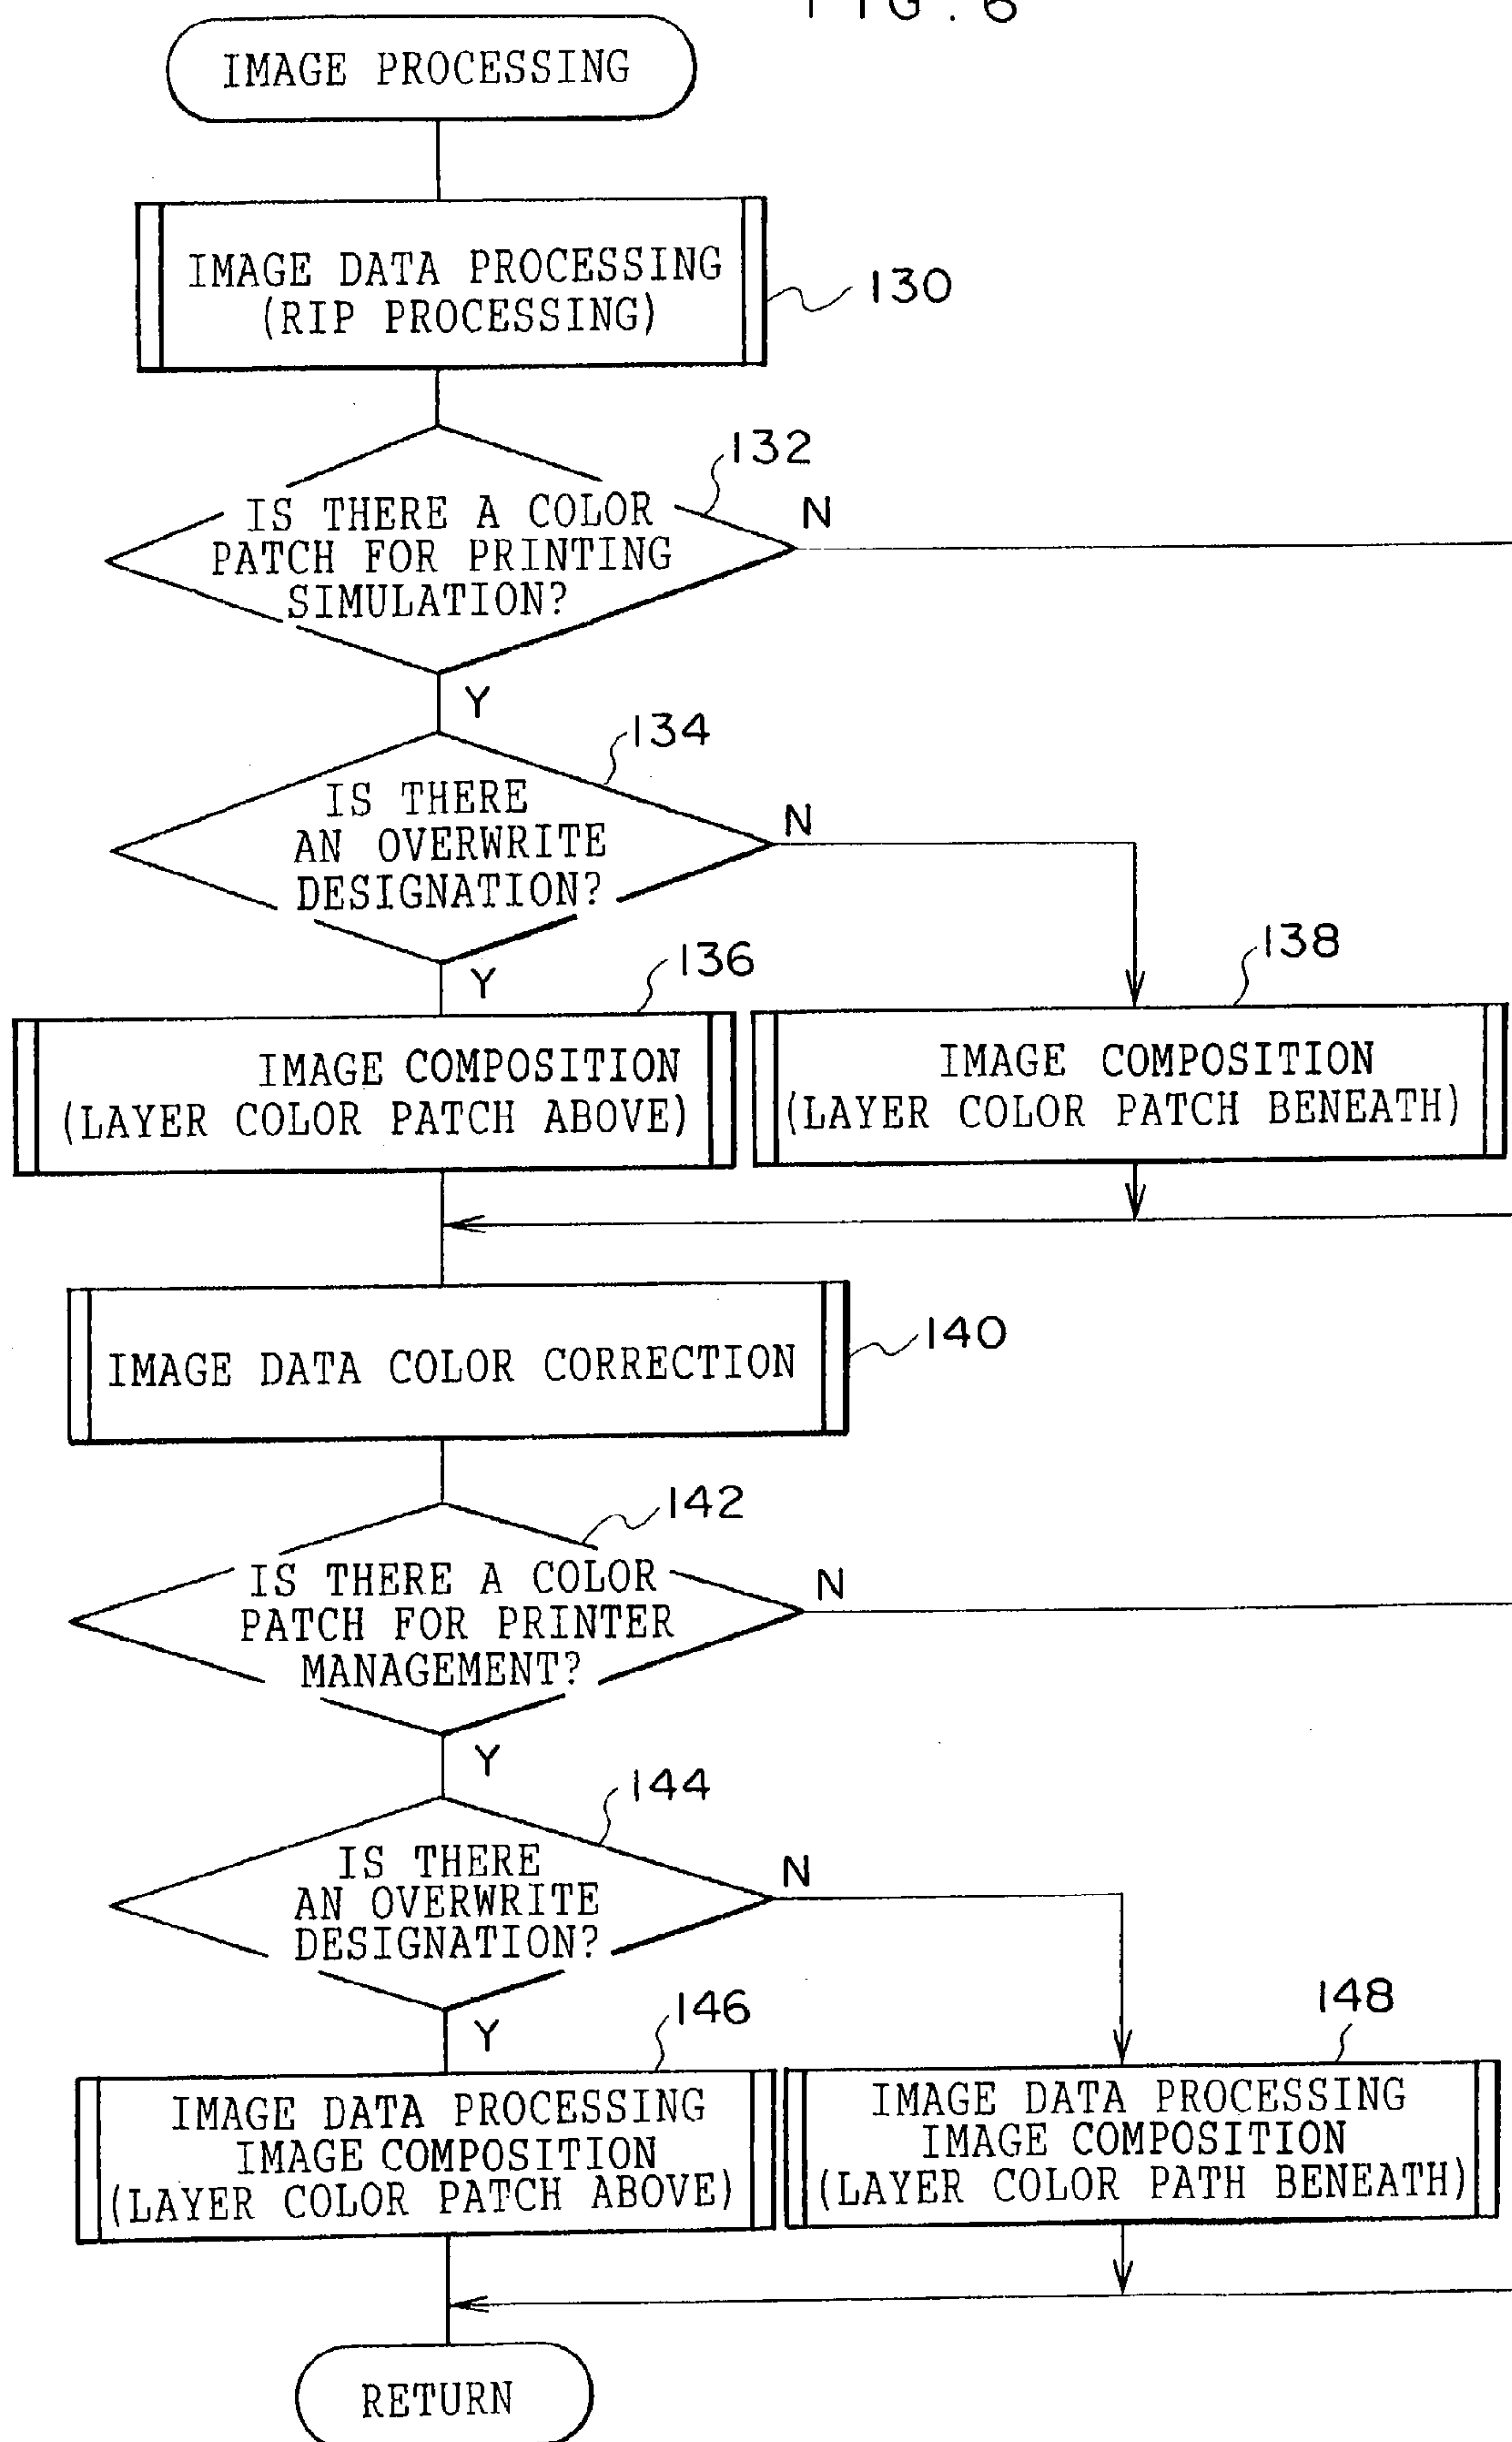 FIG. 6
IMAGE PROCESSING
IMAGE DATA PROCESSING
(RIP PROCESSING)
130
132
IS THERE A COLOR
PATCH FOR PRINTING
SIMULATION?
N
Y
134
IS THERE
AN OVERWRITE
DESIGNATION?
N
Y
136
IMAGE COMPOSITION
(LAYER COLOR PATCH ABOVE)
138
IMAGE COMPOSITION
(LAYER COLOR PATCH BENEATH)
IMAGE DATA COLOR CORRECTION
140
142
IS THERE A COLOR
PATCH FOR PRINTER
MANAGEMENT?
N
Y
144
IS THERE
AN OVERWRITE
DESIGNATION?
N
Y
146
IMAGE DATA PROCESSING
IMAGE COMPOSITION
(LAYER COLOR PATCH ABOVE)
148
IMAGE DATA PROCESSING
IMAGE COMPOSITION
(LAYER COLOR PATH BENEATH)
RETURN